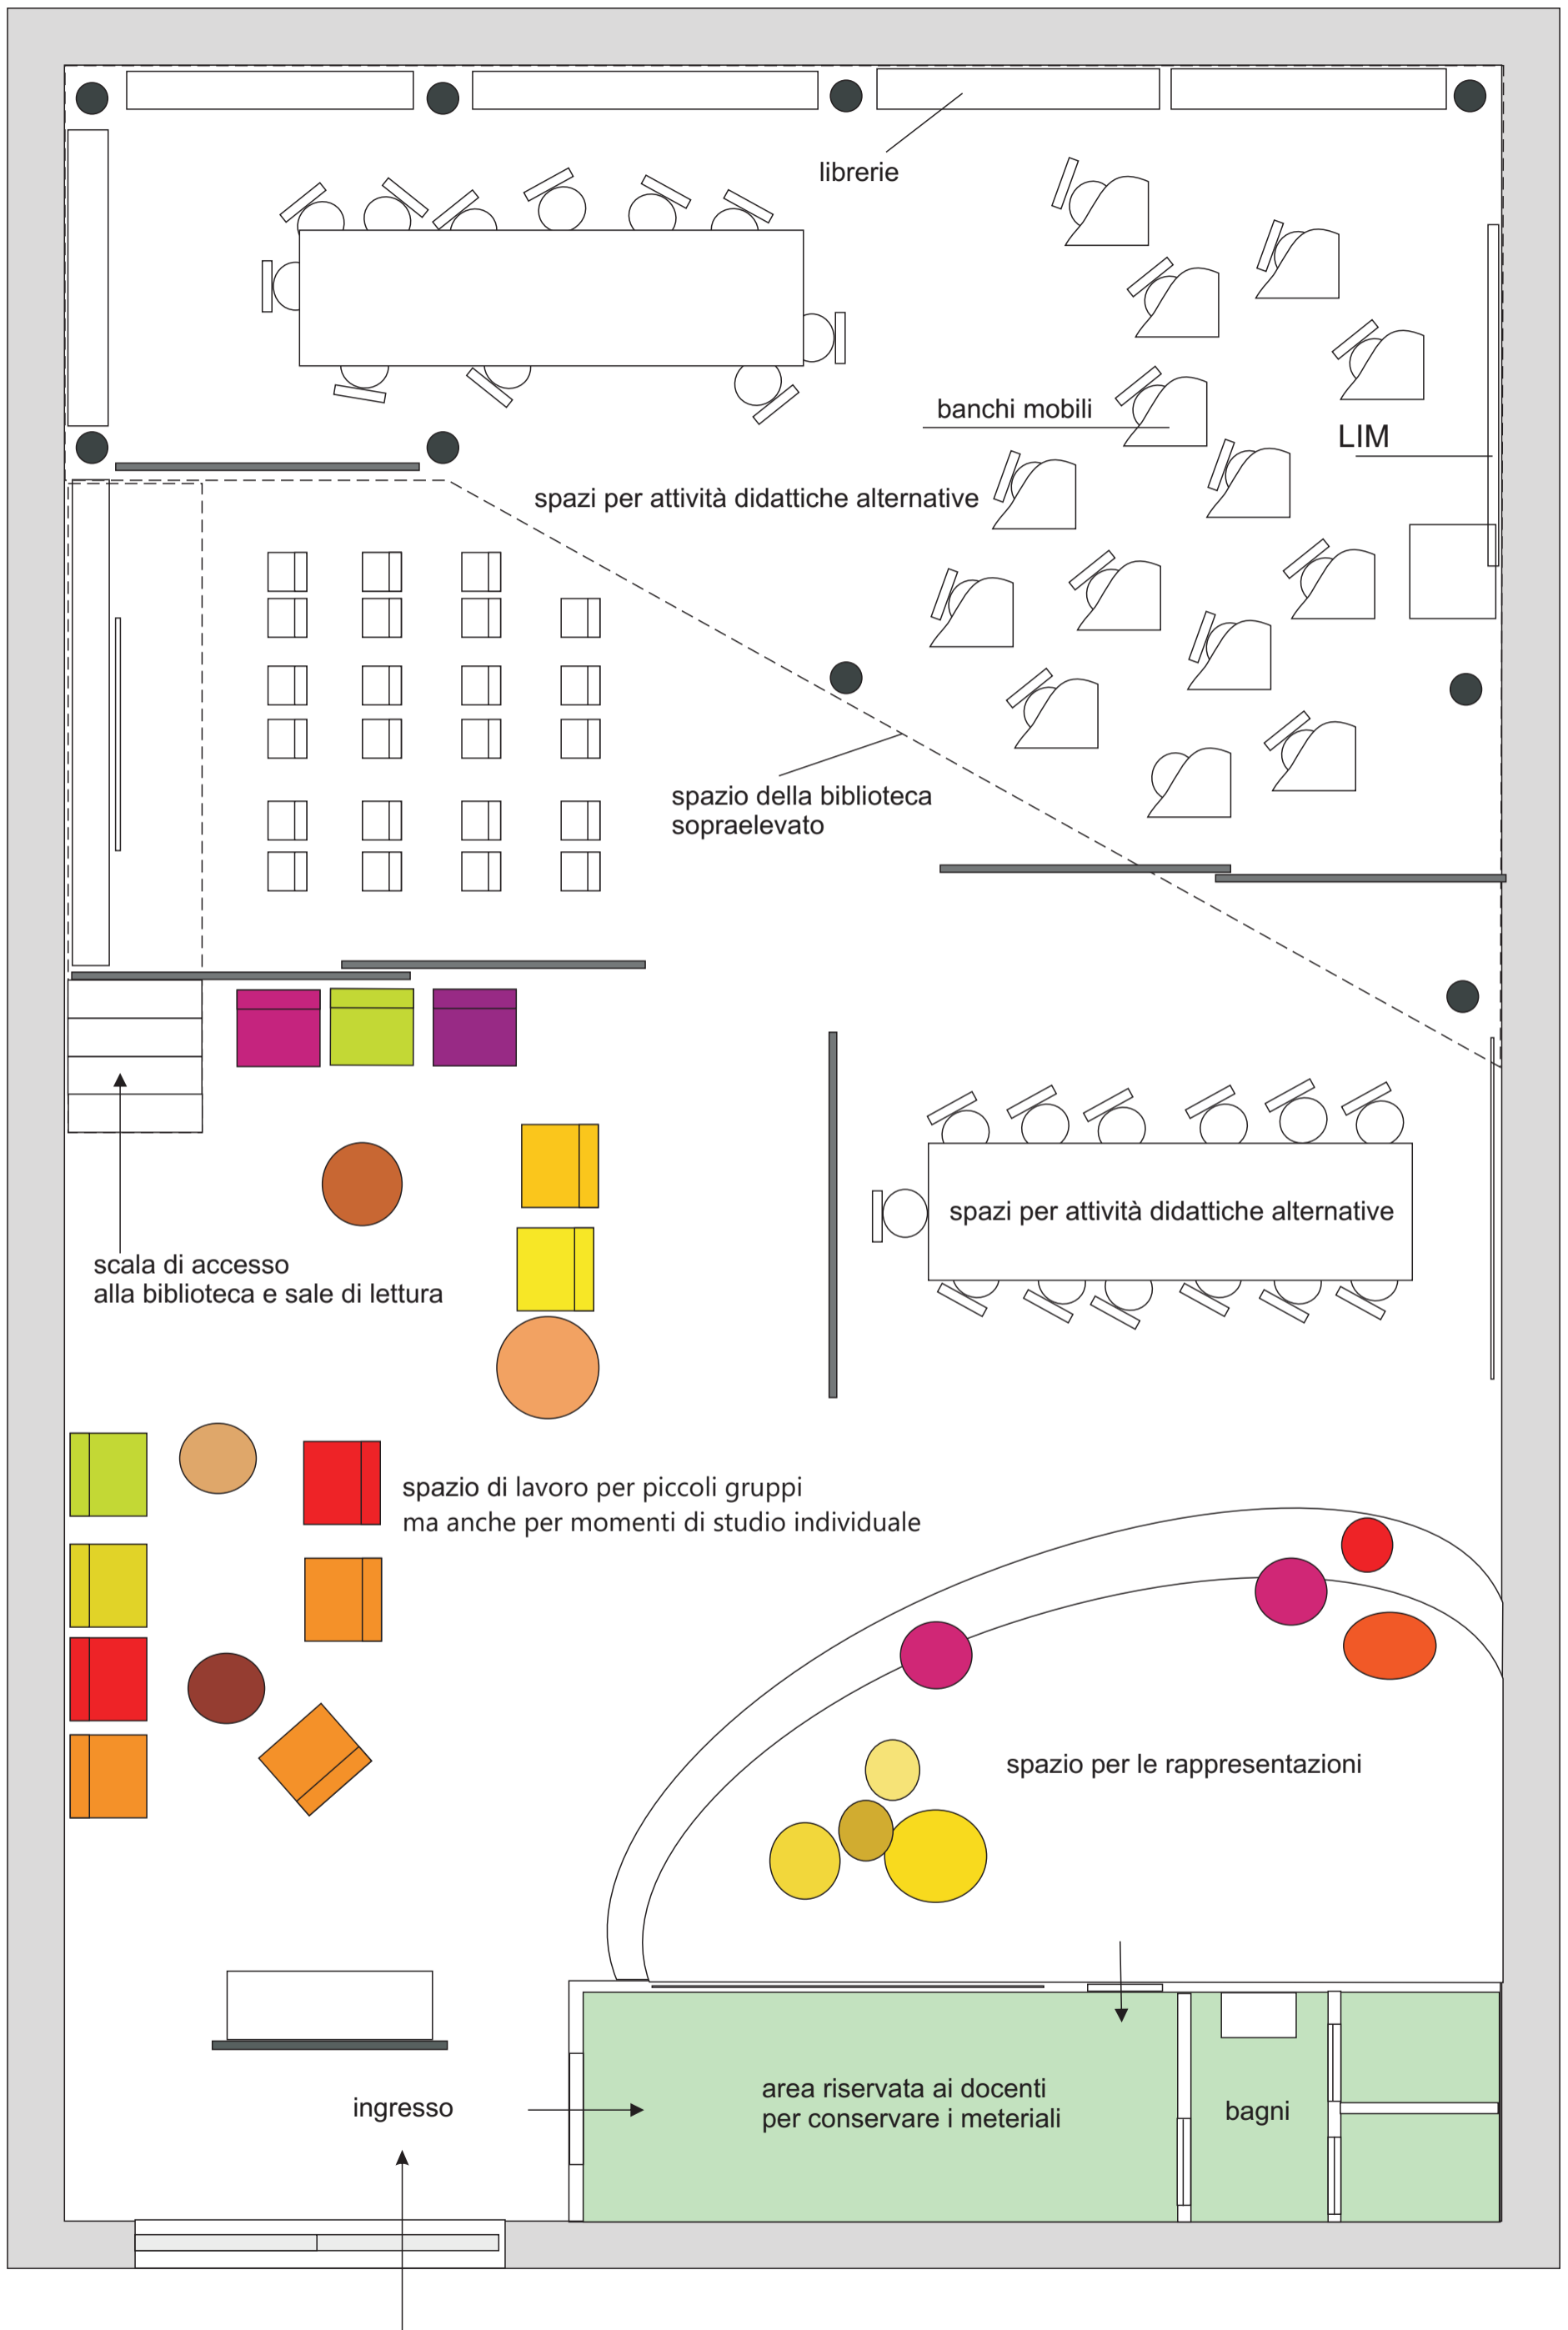 librerie
banchi mobili
LIM
spazi per attività didattiche alternative
spazio della biblioteca
sopraelevato
spazi per attività didattiche alternative
scala di accesso
alla biblioteca e sale di lettura
spazio di lavoro per piccoli gruppi
ma anche per momenti di studio individuale
spazio per le rappresentazioni
area riservata ai docenti
per conservare i meteriali
bagni
ingresso